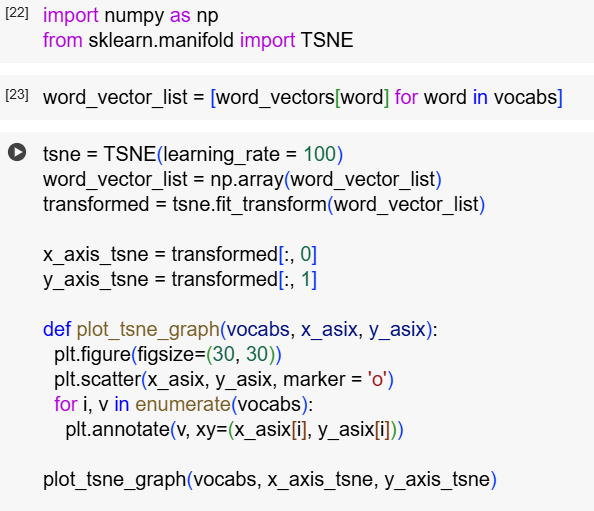 [22] import numpy as np
from sklearn.manifold import TSNE
[23] word_vector_list = [word_vectors[word] for word in vocabs]
tsne = TSNE(learning_rate = 100)
word_vector_list = np.array(word_vector_list)
transformed = tsne.fit_transform(word_vector_list)
x_axis_tsne = transformed[:, 0]
y_axis_tsne = transformed[:, 1]
def plot_tsne_graph(vocabs, x_asix, y_asix):
plt.figure(figsize=(30, 30))
plt.scatter(x_asix, y_asix, marker = 'o')
for i, v in enumerate(vocabs):
plt.annotate(v, xy=(x_asix[i], y_asix[i]))
plot_tsne_graph(vocabs, x_axis_tsne, y_axis_tsne)